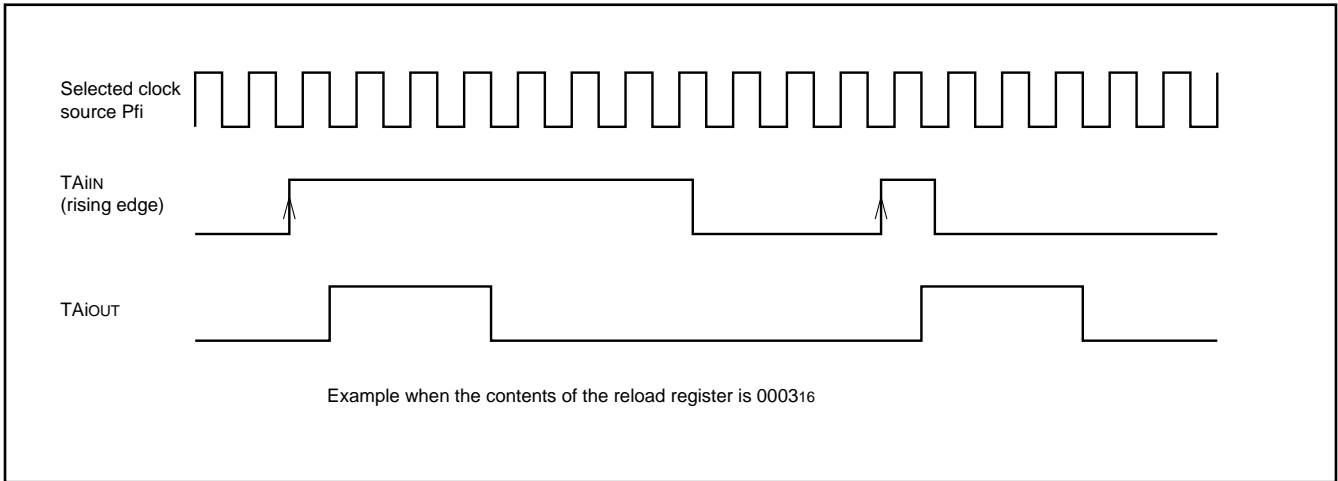 Selected clock
source Pfi
TAiIN
(rising edge)
TAiOUT
Example when the contents of the reload register is 000316